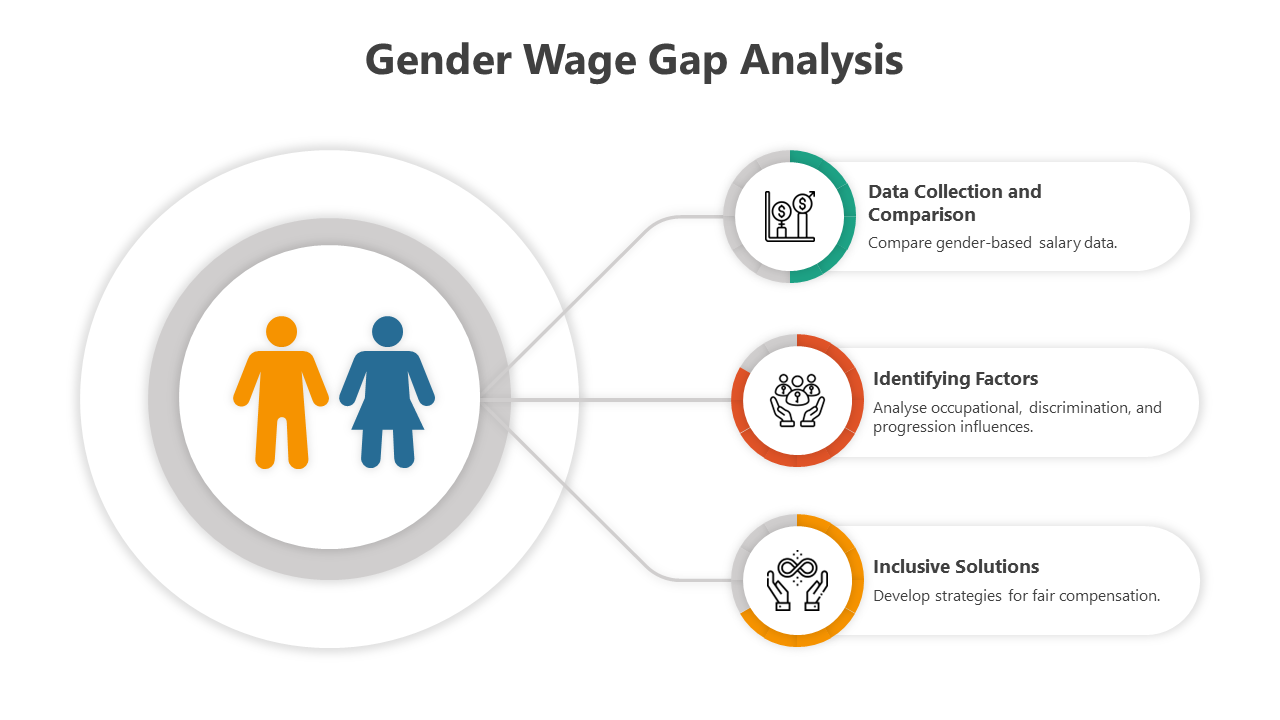 Gender Wage Gap Analysis
Data Collection and
Comparison
Compare gender-based salary data.
Identifying Factors
Analyse occupational, discrimination, and
progression influences.
Inclusive Solutions
Develop strategies for fair compensation.